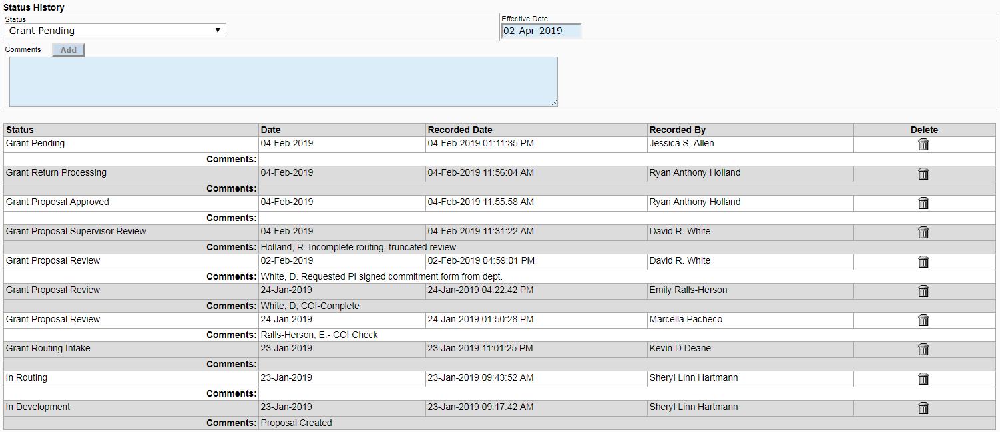 Status History
Status Effective Date
Grant Pending 02-Apr-2019
Comments Add
Status Date Recorded Date Recorded By Delete
Grant Pending 04-Feb-2019 04-Feb-2019 01:11:35 PM Jessica S. Allen
Comments:
Grant Return Processing 04-Feb-2019 04-Feb-2019 11:56:04 AM Ryan Anthony Holland
Comments:
Grant Proposal Approved 04-Feb-2019 04-Feb-2019 11:55:58 AM Ryan Anthony Holland
Comments:
Grant Proposal Supervisor Review 04-Feb-2019 04-Feb-2019 11:31:22 AM David R. White
Comments: Holland, R. Incomplete routing, truncated review.
Grant Proposal Review 02-Feb-2019 02-Feb-2019 04:59:01 PM David R. White
Comments: White, D. Requested PI signed commitment form from dept.
Grant Proposal Review 24-Jan-2019 24-Jan-2019 04:22:42 PM Emily Ralls-Herson
Comments: White, D; COI-Complete
Grant Proposal Review 24-Jan-2019 24-Jan-2019 01:50:28 PM Marcella Pacheco
Comments: Ralls-Herson, E.- COI Check
Grant Routing Intake 23-Jan-2019 23-Jan-2019 11:01:25 PM Kevin D Deane
Comments:
In Routing 23-Jan-2019 23-Jan-2019 09:43:52 AM Sheryl Linn Hartmann
Comments:
In Development 23-Jan-2019 23-Jan-2019 09:17:42 AM Sheryl Linn Hartmann
Comments: Proposal Created